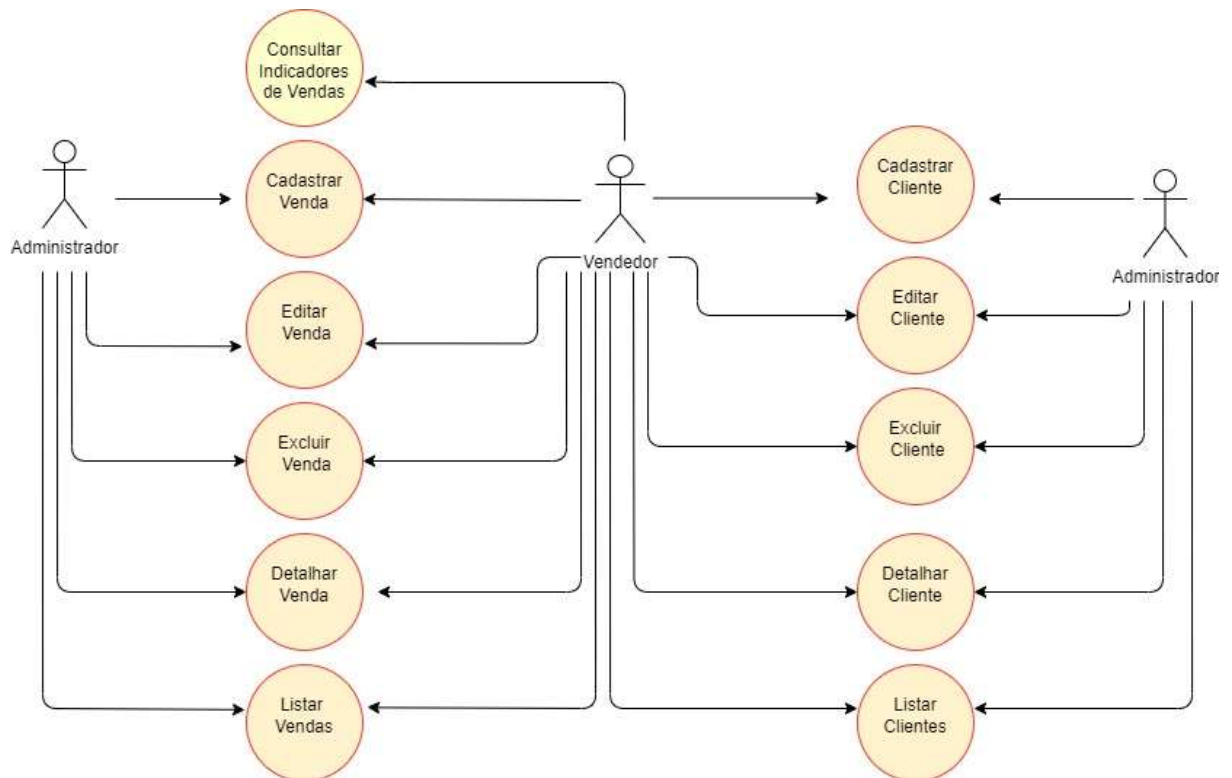 Consultar
Indicadores
de Vendas
Cadastrar
Venda
Cadastrar
Cliente
Administrador
Vendedor
Administrador
Editar
Venda
Editar
Cliente
Excluir
Venda
Excluir
Cliente
Detalhar
Venda
Detalhar
Cliente
Listar
Vendas
Listar
Clientes